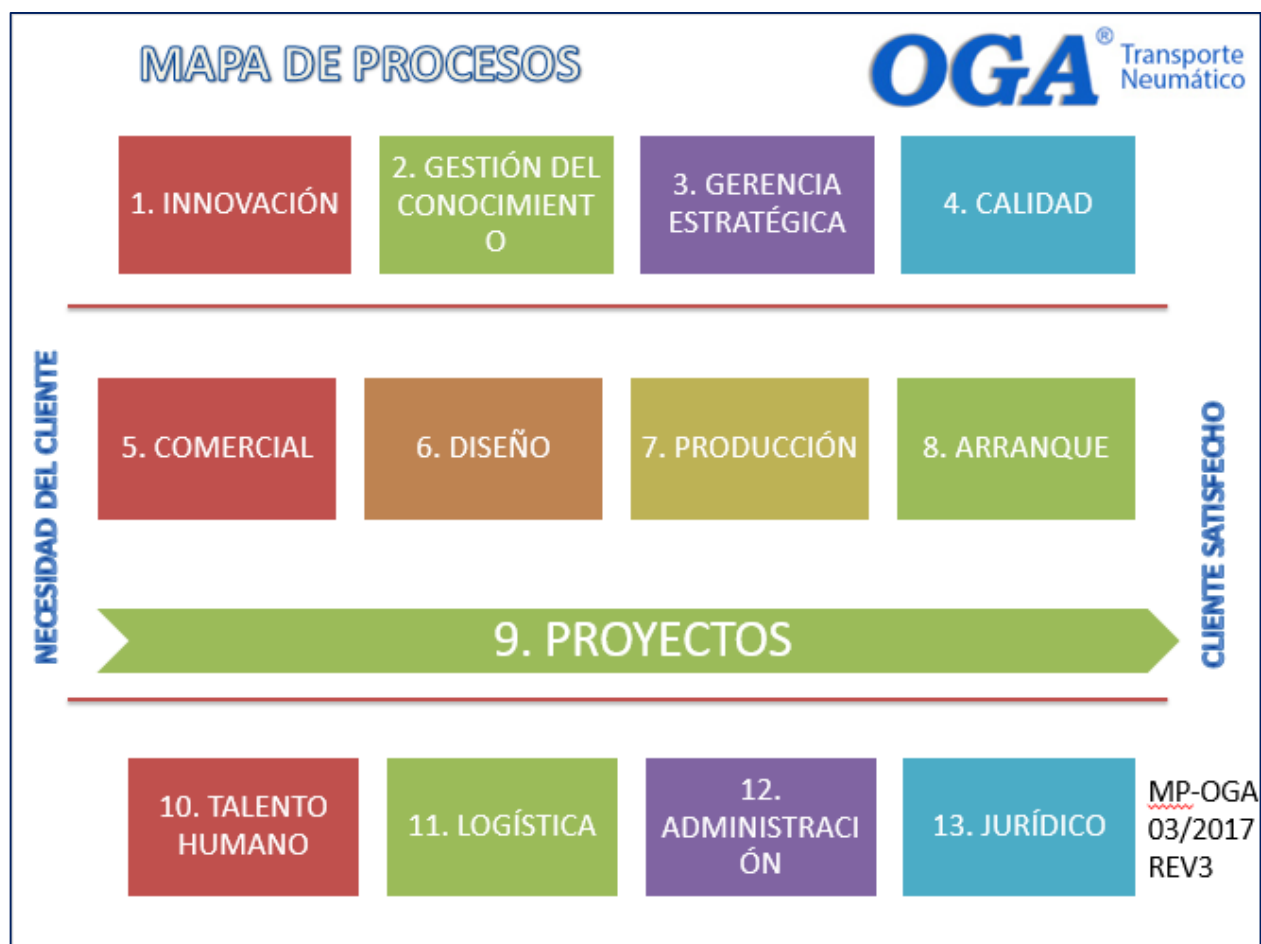 MAPA DE PROCESOS
OGA®
Transporte
Neumático
1. INNOVACIÓN
2. GESTIÓN DEL
CONOCIMIENT
O
3. GERENCIA
ESTRATÉGICA
4. CALIDAD
NECESIDAD DEL CLIENTE
5. COMERCIAL
6. DISEÑO
7. PRODUCCIÓN
8. ARRANQUE
CLIENTE SATISFECHO
9. PROYECTOS
10. TALENTO
HUMANO
11. LOGÍSTICA
12.
ADMINISTRACI
ÓN
13. JURÍDICO
MP-OGA
03/2017
REV3